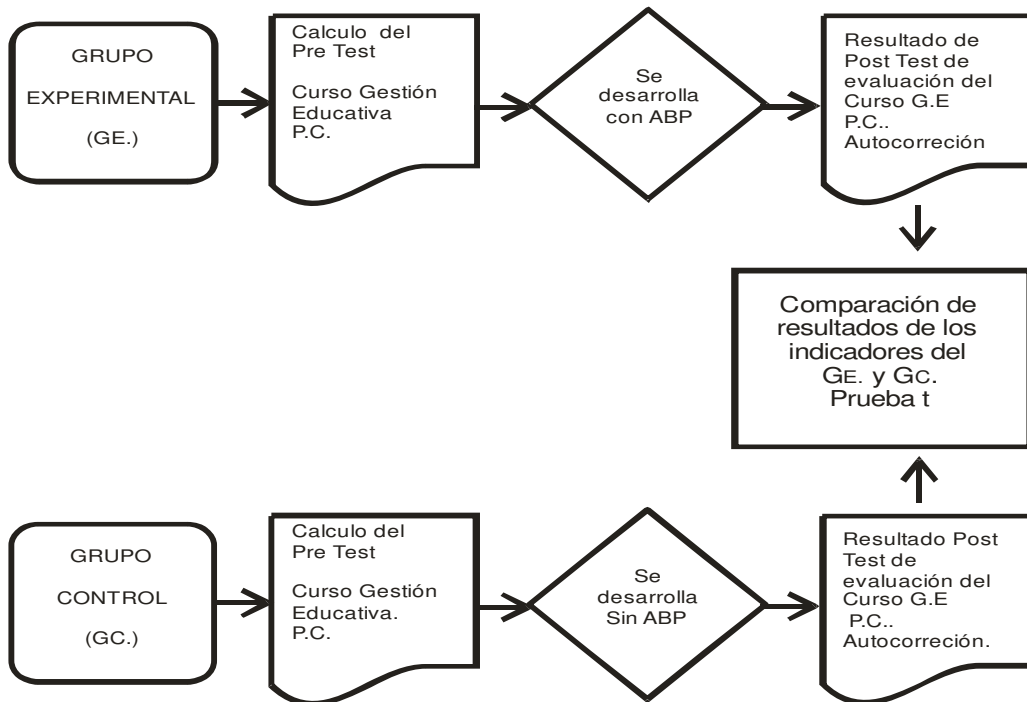 GRUPO
EXPERIMENTAL
(GE.)
Calculo del
Pre Test
Curso Gestión
Educativa
P.C.
Se
desarrolla
con ABP
Resultado de
Post Test de
evaluación del
Curso G.E
P.C..
Autocorreción
Comparación de
resultados de los
indicadores del
GE. y GC.
Prueba t
GRUPO
CONTROL
(GC.)
Calculo del
Pre Test
Curso Gestión
Educativa.
P.C.
Se
desarrolla
Sin ABP
Resultado Post
Test de
evaluación del
Curso G.E
P.C..
Autocorreción.